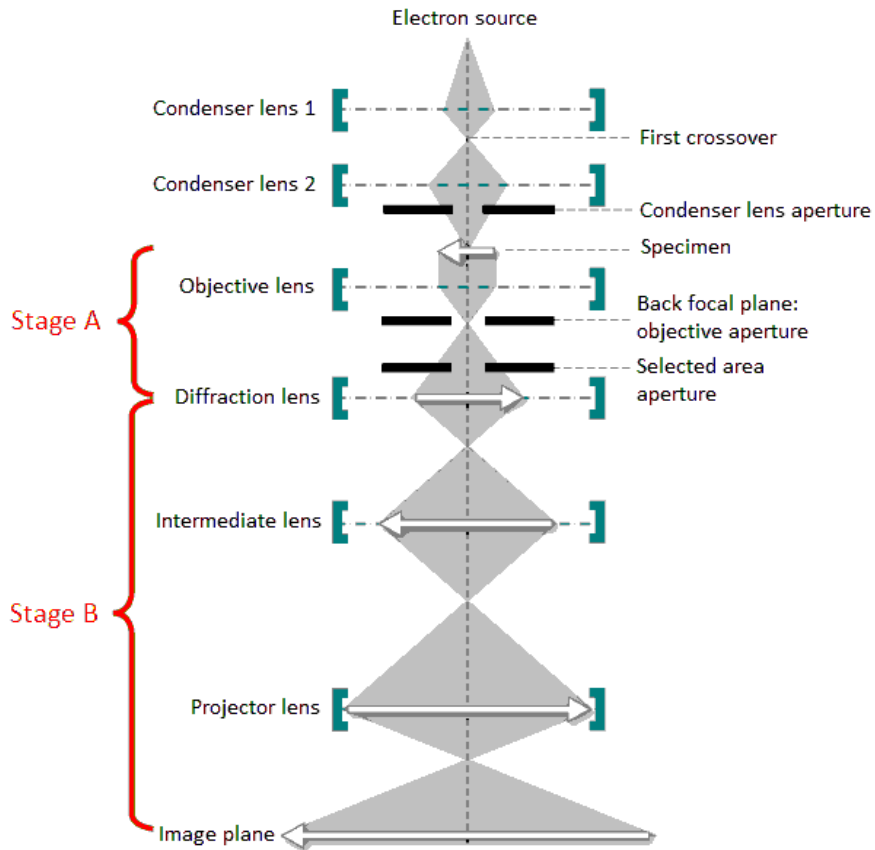 Electron source
Condenser lens 1
First crossover
Condenser lens 2
Condenser lens aperture
Specimen
Objective lens
Stage A
Back focal plane:
objective aperture
Selected area
aperture
Diffraction lens
Intermediate lens
Stage B
Projector lens
Image plane